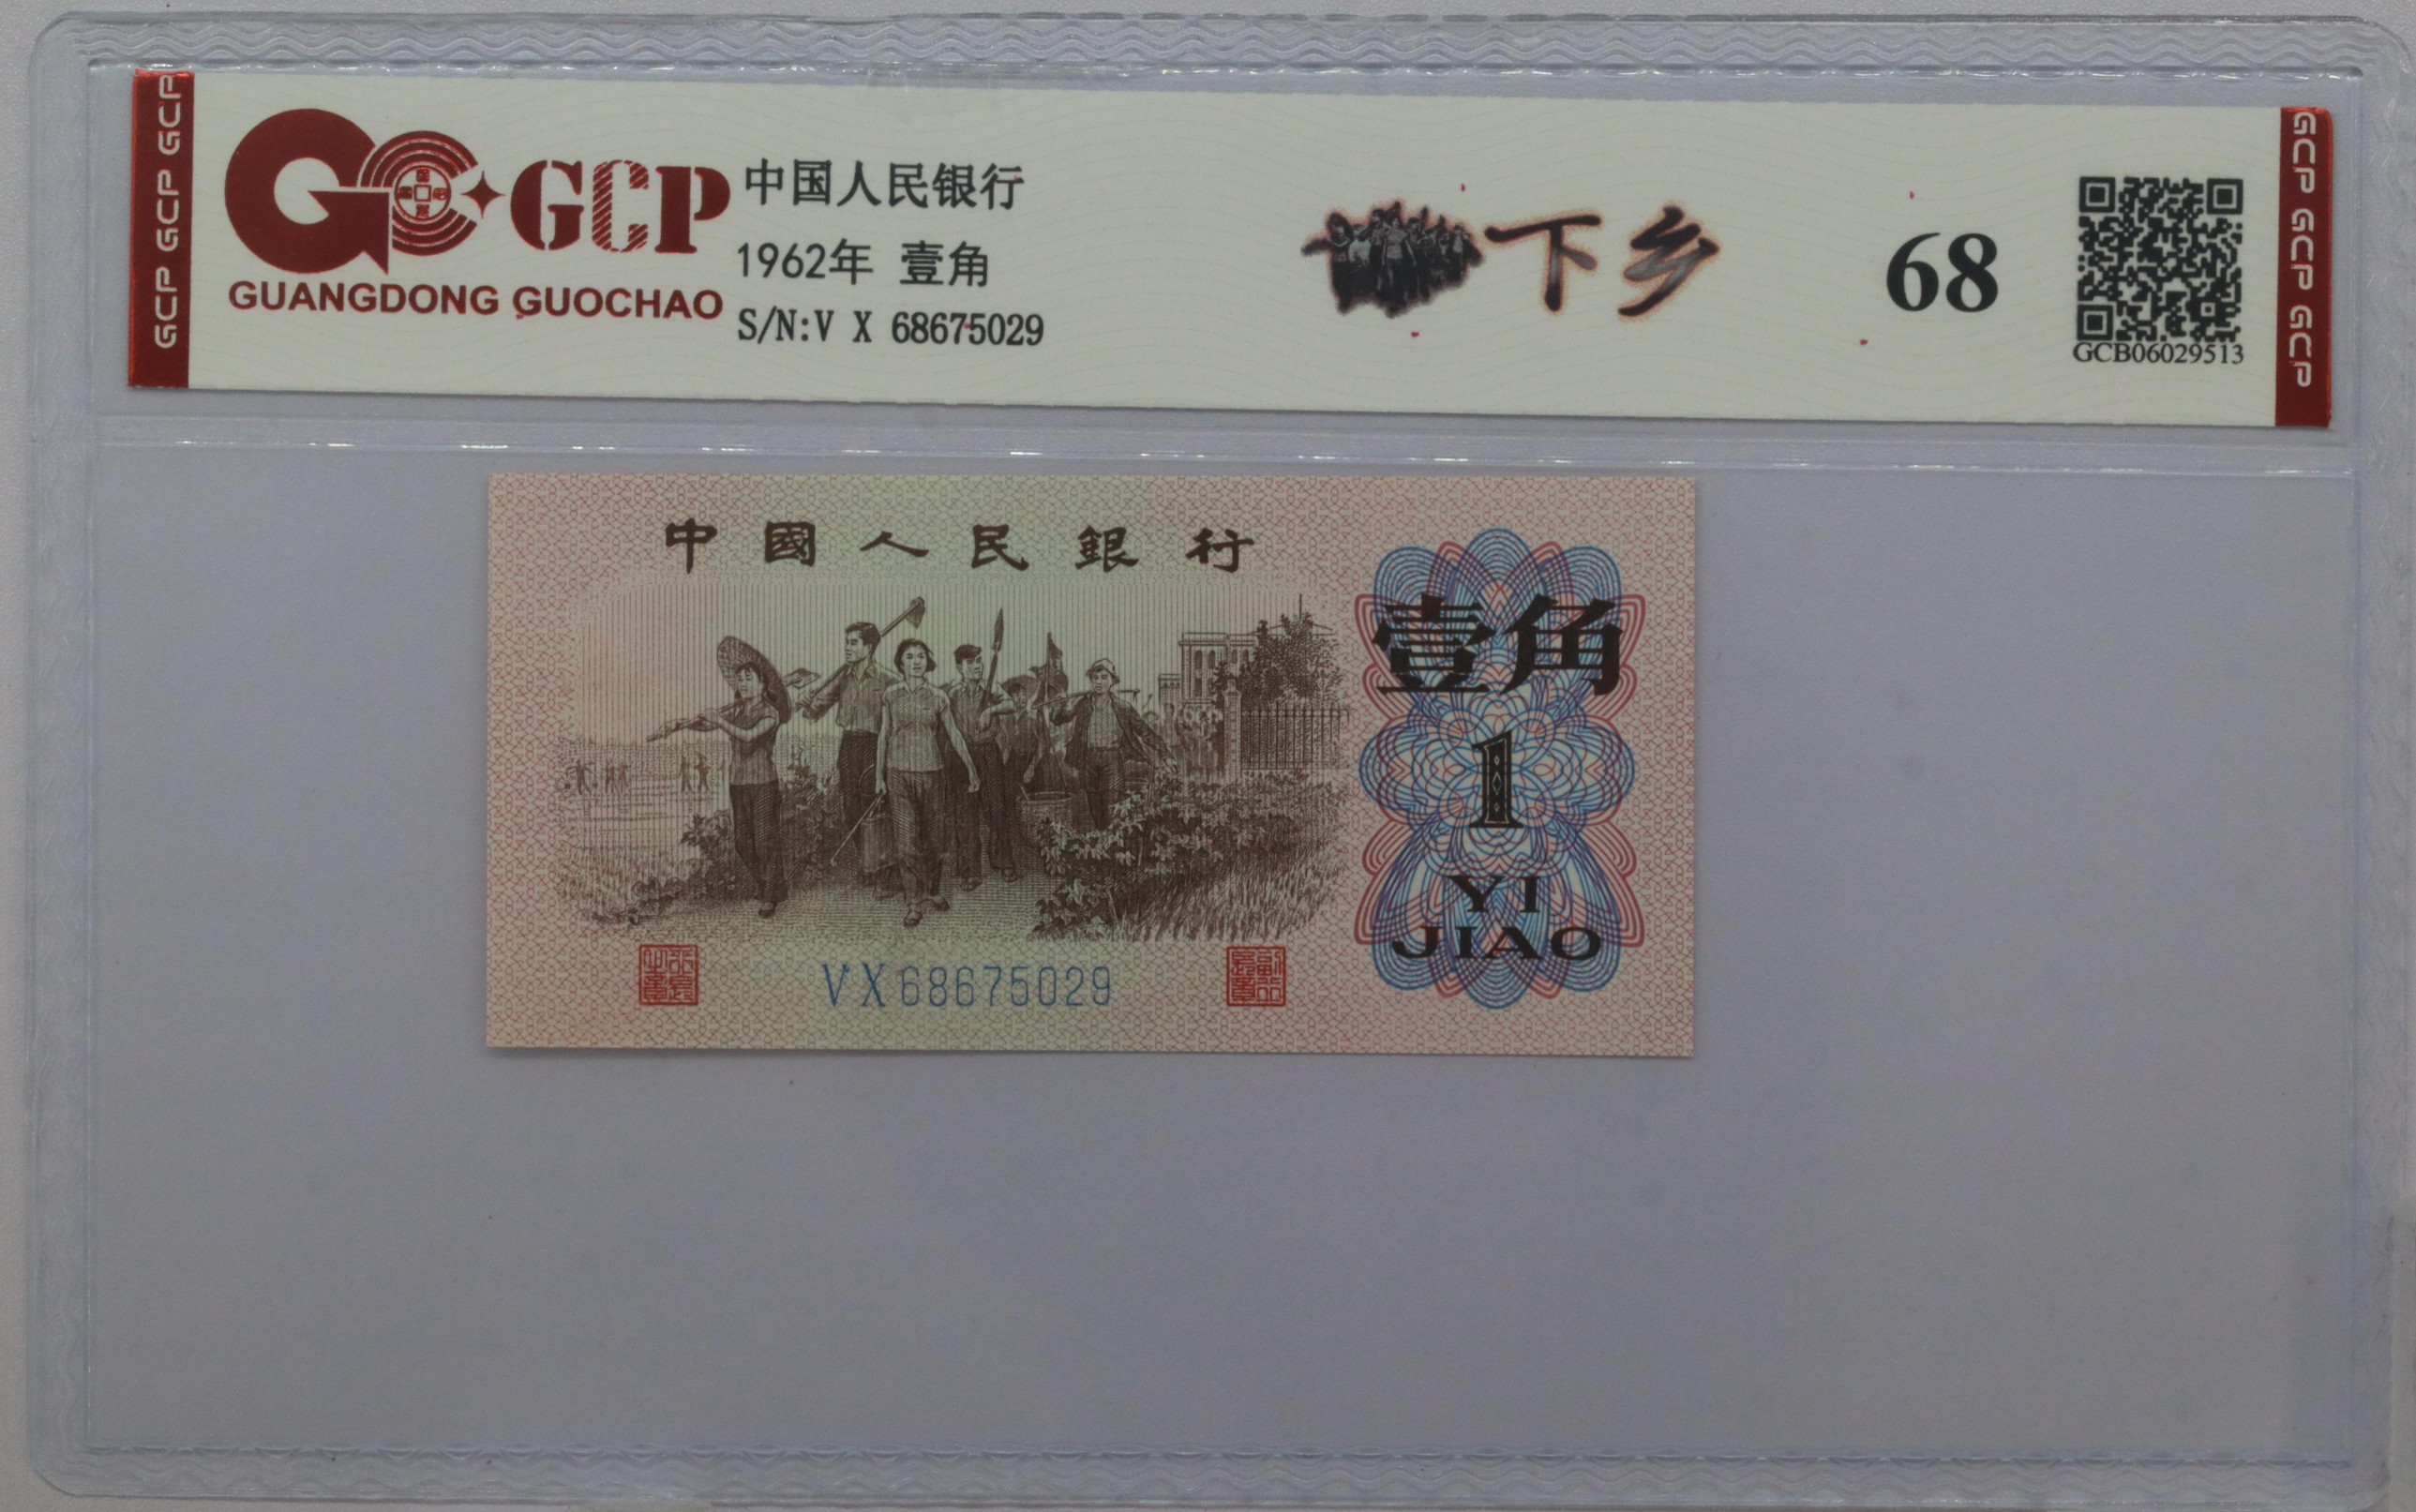 GCP GCP GCP
GCP
GUANGDONG GUOCHAO
中国人民银行
1962年 壹角
S/N:V X 68675029
下乡
68
GCB06029513
GCP GCP GCP
中國人民銀行
壹角
1
YI
JIAO
VX68675029